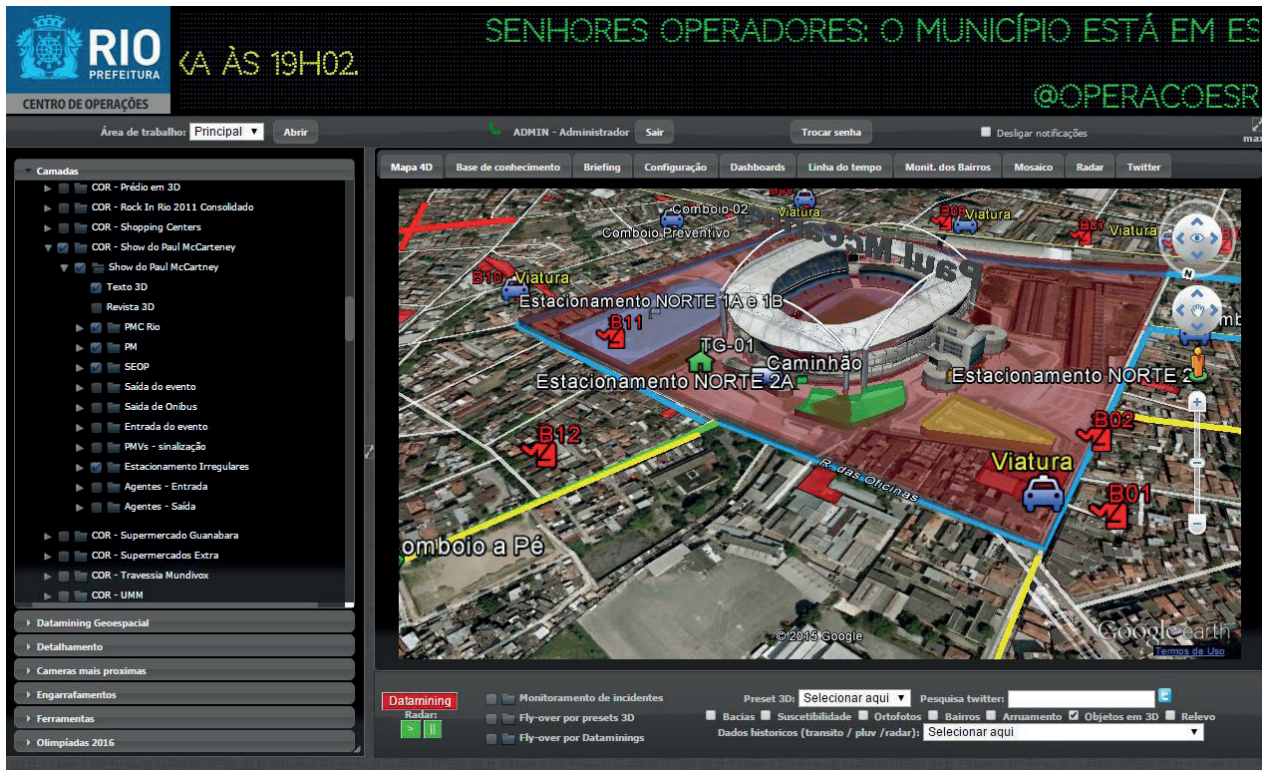 RIO
PREFEITURA
CENTRO DE OPERAÇÕES
SENHORES OPERADORES: O MUNICÍPIO ESTÁ EM ES
XA ÀS 19H02.
@OPERACOESR
Área de trabalho: Principal Abrir ADMIN - Administrador Sair Trocar senha Desligar notificações max
Camadas
COR - Prédio em 3D
COR - Rock In Rio 2011 Consolidado
COR - Shopping Centers
COR - Show do Paul McCarteney
Show do Paul McCartney
Texto 3D
Revista 3D
PMC Rio
PM
SEOP
Saída do evento
Saida de Onibus
Entrada do evento
PMVs - sinalização
Estacionamento Irregulares
Agentes - Entrada
Agentes - Saída
COR - Supermercado Guanabara
COR - Supermercados Extra
COR - Travessia Mundivox
COR - UMM
Datamining Geoespacial
Detalhamento
Cameras mais proximas
Engarrafamentos
Ferramentas
Olimpíadas 2016
Mapa 4D Base de conhecimento Briefing Configuração Dashboards Linha do tempo Monit. dos Bairros Mosaico Radar Twitter
Comboio 02 Viatura B08 Viatura B07 Viatura
Comboio Preventivo
Paul McCartney
B10 Viatura
N
Estacionamento NORTE 1A e 1B
B11
TG-01
Caminhão
Estacionamento NORTE 2A Estacionamento NORTE 2
B12 B02
R. das Oficinas
Viatura
B01
omboio a Pé
©2015 Google
Google earth
Termos de Uso
Datamining
Radar:
> ||
Monitoramento de incidentes
Fly-over por presets 3D
Fly-over por Datamininings
Preset 3D: Selecionar aqui Pesquisa twitter:
Bacias Suscetibilidade Ortofotos Bairros Arruamento Objetos em 3D Relevo
Dados historicos (transito / pluv /radar): Selecionar aqui